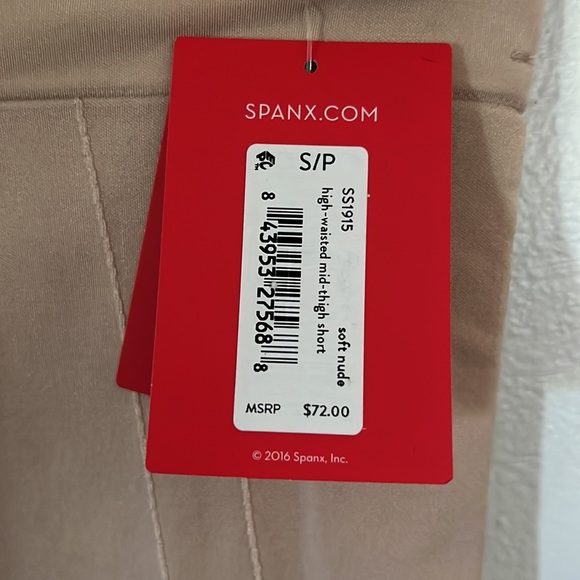 SPANX.COM
S/P
SS1915
high-waisted mid-thigh short
soft nude
8 43953 27568 8
MSRP $72.00
© 2016 Spanx, Inc.